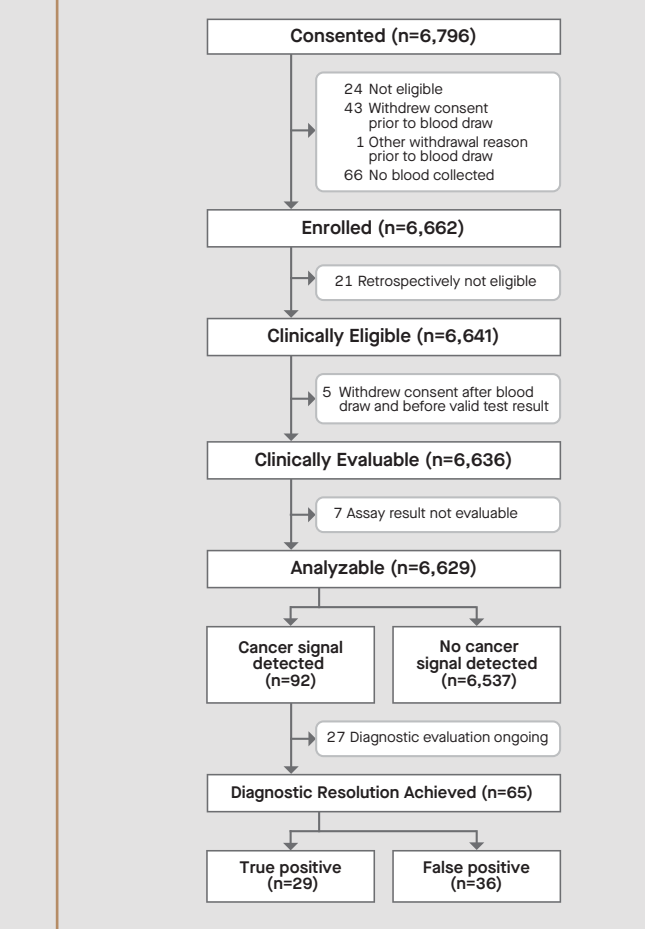 Consented (n=6,796)
24 Not eligible
43 Withdrew consent
prior to blood draw
1 Other withdrawal reason
prior to blood draw
66 No blood collected
Enrolled (n=6,662)
21 Retrospectively not eligible
Clinically Eligible (n=6,641)
5 Withdrew consent after blood
draw and before valid test result
Clinically Evaluable (n=6,636)
7 Assay result not evaluable
Analyzable (n=6,629)
Cancer signal
detected
(n=92)
No cancer
signal detected
(n=6,537)
27 Diagnostic evaluation ongoing
Diagnostic Resolution Achieved (n=65)
True positive
(n=29)
False positive
(n=36)